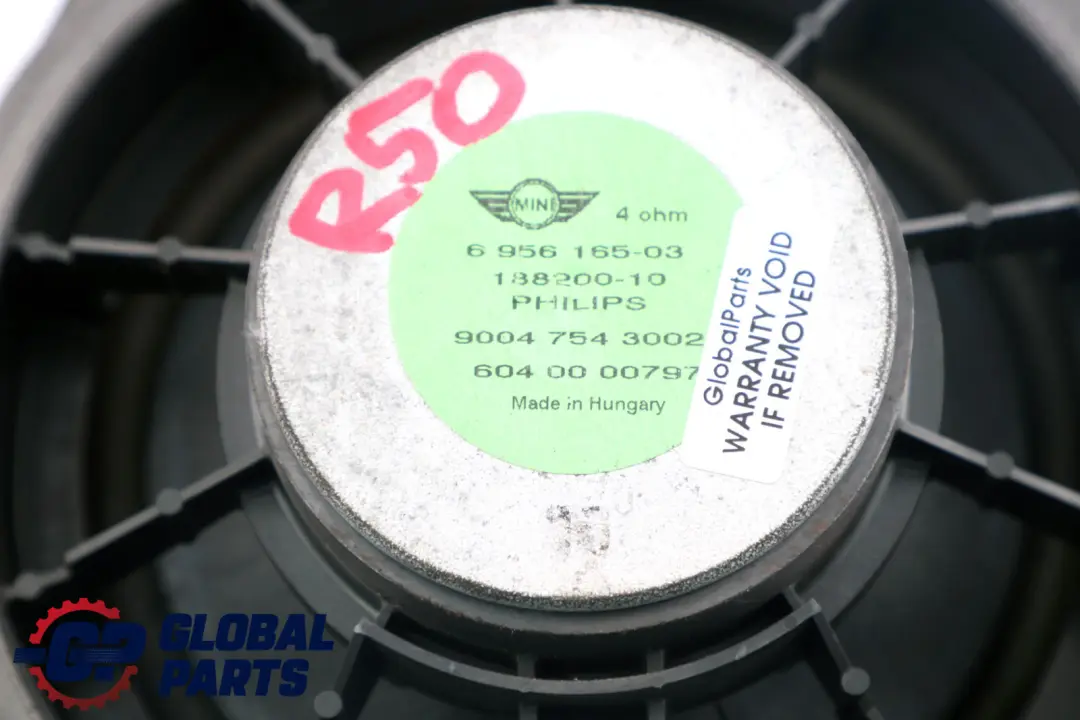 R50
MINI
4 ohm
6 956 165-03
188200-10
PHILIPS
9004 754 3002
604 00 00797
Made in Hungary
GlobalParts
WARRANTY VOID
IF REMOVED
GP GLOBAL
PARTS